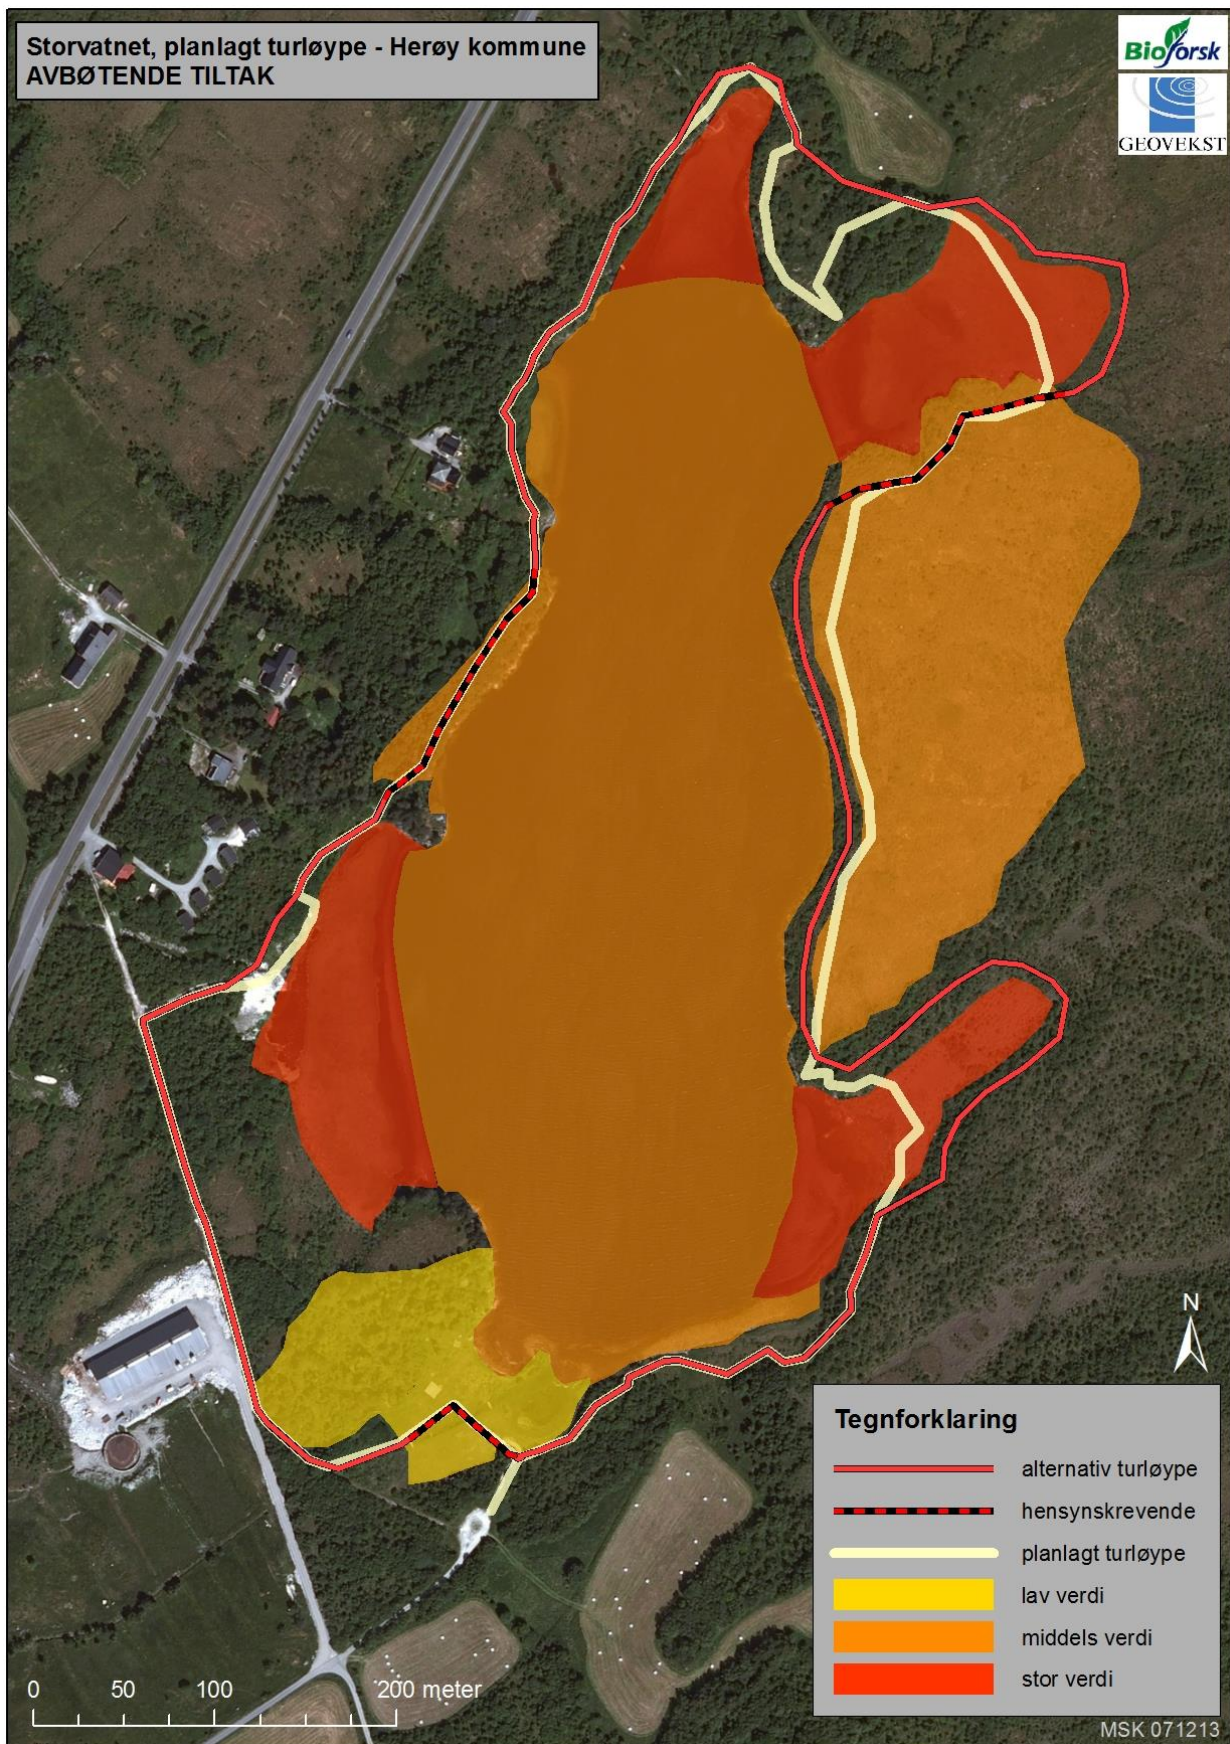 Storvatnet, planlagt turløype - Herøy kommune
AVBØTENDE TILTAK
Bioforsk
GEOVEKST
N
Tegnforklaring
alternativ turløype
hensynskrevende
planlagt turløype
lav verdi
middels verdi
stor verdi
0 50 100 200 meter
MSK 071213